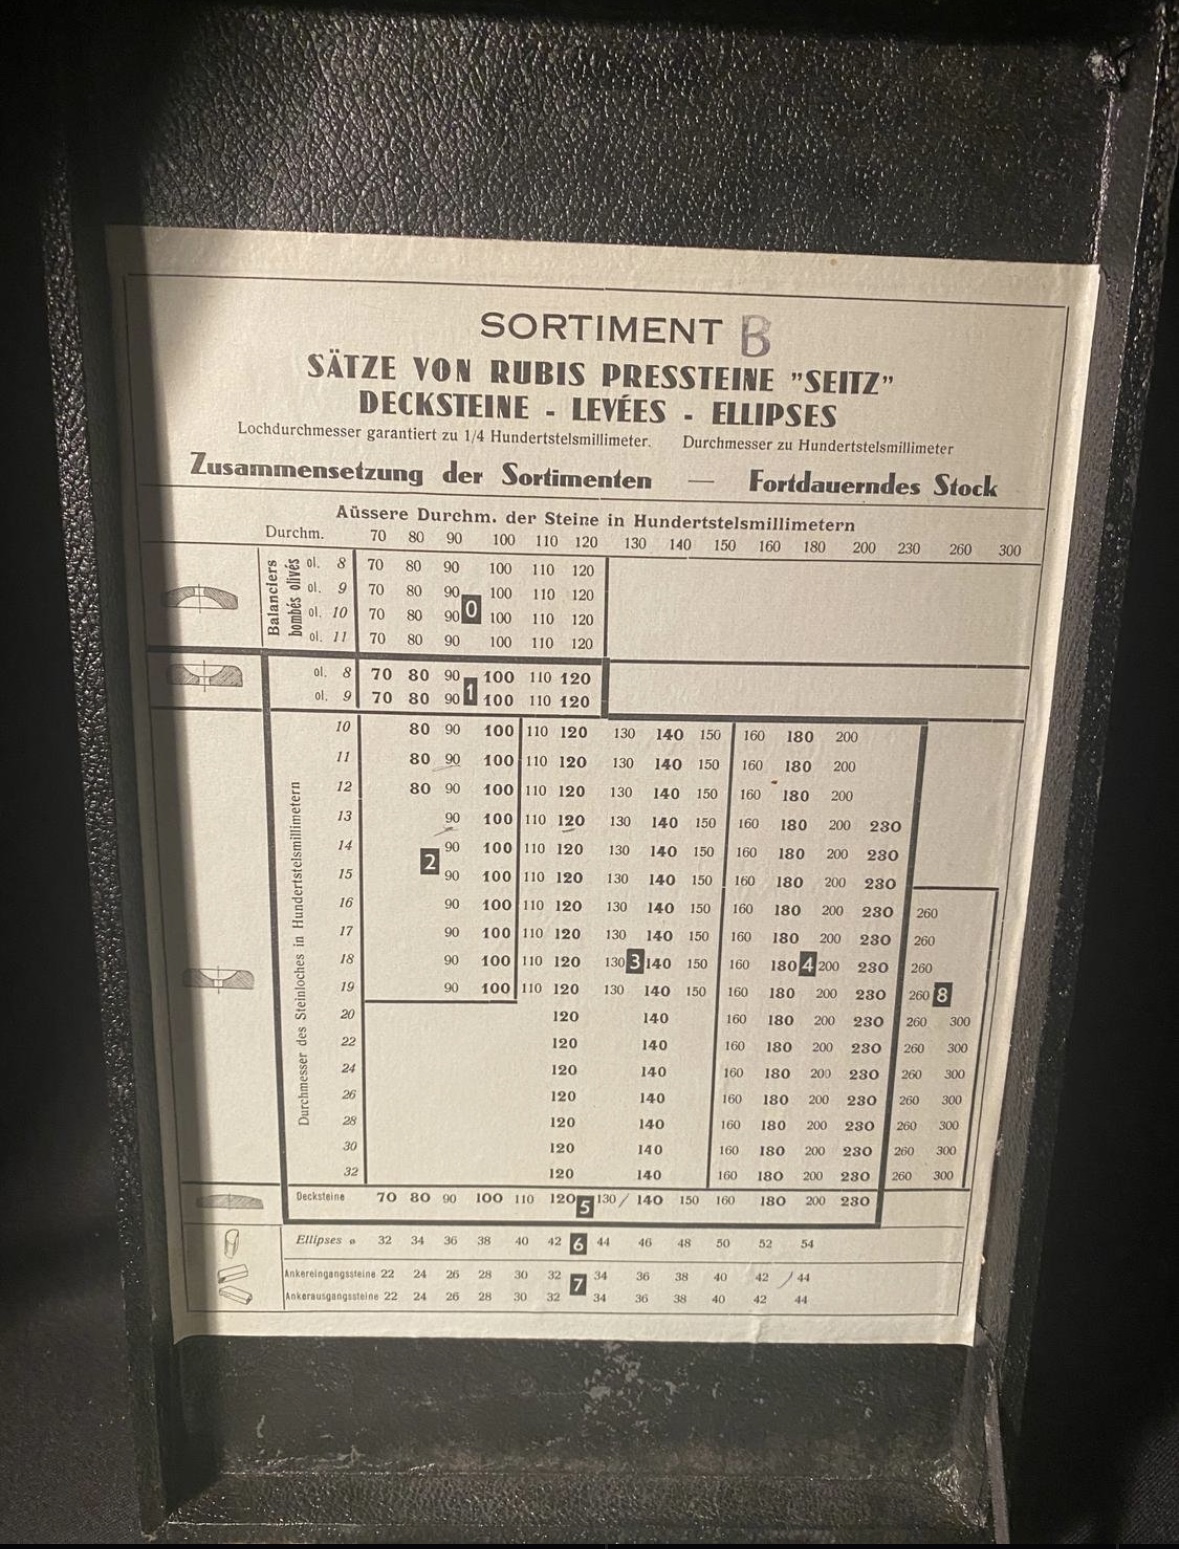 SORTIMENT B
SÄTZE VON RUBIS PRESSTEINE "SEITZ"
DECKSTEINE - LEVÉES - ELLIPSES
Lochdurchmesser garantiert zu 1/4 Hundertstelsmillimeter. Durchmesser zu Hundertstelsmillimeter
Zusammensetzung der Sortimenten — Fortdauerndes Stock
Aüssere Durchm. der Steine in Hundertstelsmillimetern
Durchm. 70 80 90 100 110 120 130 140 150 160 180 200 230 260 300
Balanciers
bombés olivés
ol. 8 70 80 90 100 110 120
ol. 9 70 80 90 100 110 120
0
ol. 10 70 80 90 100 110 120
ol. 11 70 80 90 100 110 120
ol. 8 70 80 90 100 110 120
1
ol. 9 70 80 90 100 110 120
Durchmesser des Steinloches in Hundertstelsmillimetern
10 80 90 100 110 120 130 140 150 160 180 200
11 80 90 100 110 120 130 140 150 160 180 200
12 80 90 100 110 120 130 140 150 160 180 200
13 90 100 110 120 130 140 150 160 180 200 230
14 2 90 100 110 120 130 140 150 160 180 200 230
15 90 100 110 120 130 140 150 160 180 200 230
16 90 100 110 120 130 140 150 160 180 200 230 260
17 90 100 110 120 130 140 150 160 180 200 230 260
18 90 100 110 120 130 3 140 150 160 180 4 200 230 260
19 90 100 110 120 130 140 150 160 180 200 230 260 8
20 120 140 160 180 200 230 260 300
22 120 140 160 180 200 230 260 300
24 120 140 160 180 200 230 260 300
26 120 140 160 180 200 230 260 300
28 120 140 160 180 200 230 260 300
30 120 140 160 180 200 230 260 300
32 120 140 160 180 200 230 260 300
Decksteine 70 80 90 100 110 120 5 130 / 140 150 160 180 200 230
Ellipses ø 32 34 36 38 40 42 6 44 46 48 50 52 54
Ankereingangssteine 22 24 26 28 30 32 7 34 36 38 40 42 / 44
Ankerausgangssteine 22 24 26 28 30 32 34 36 38 40 42 44